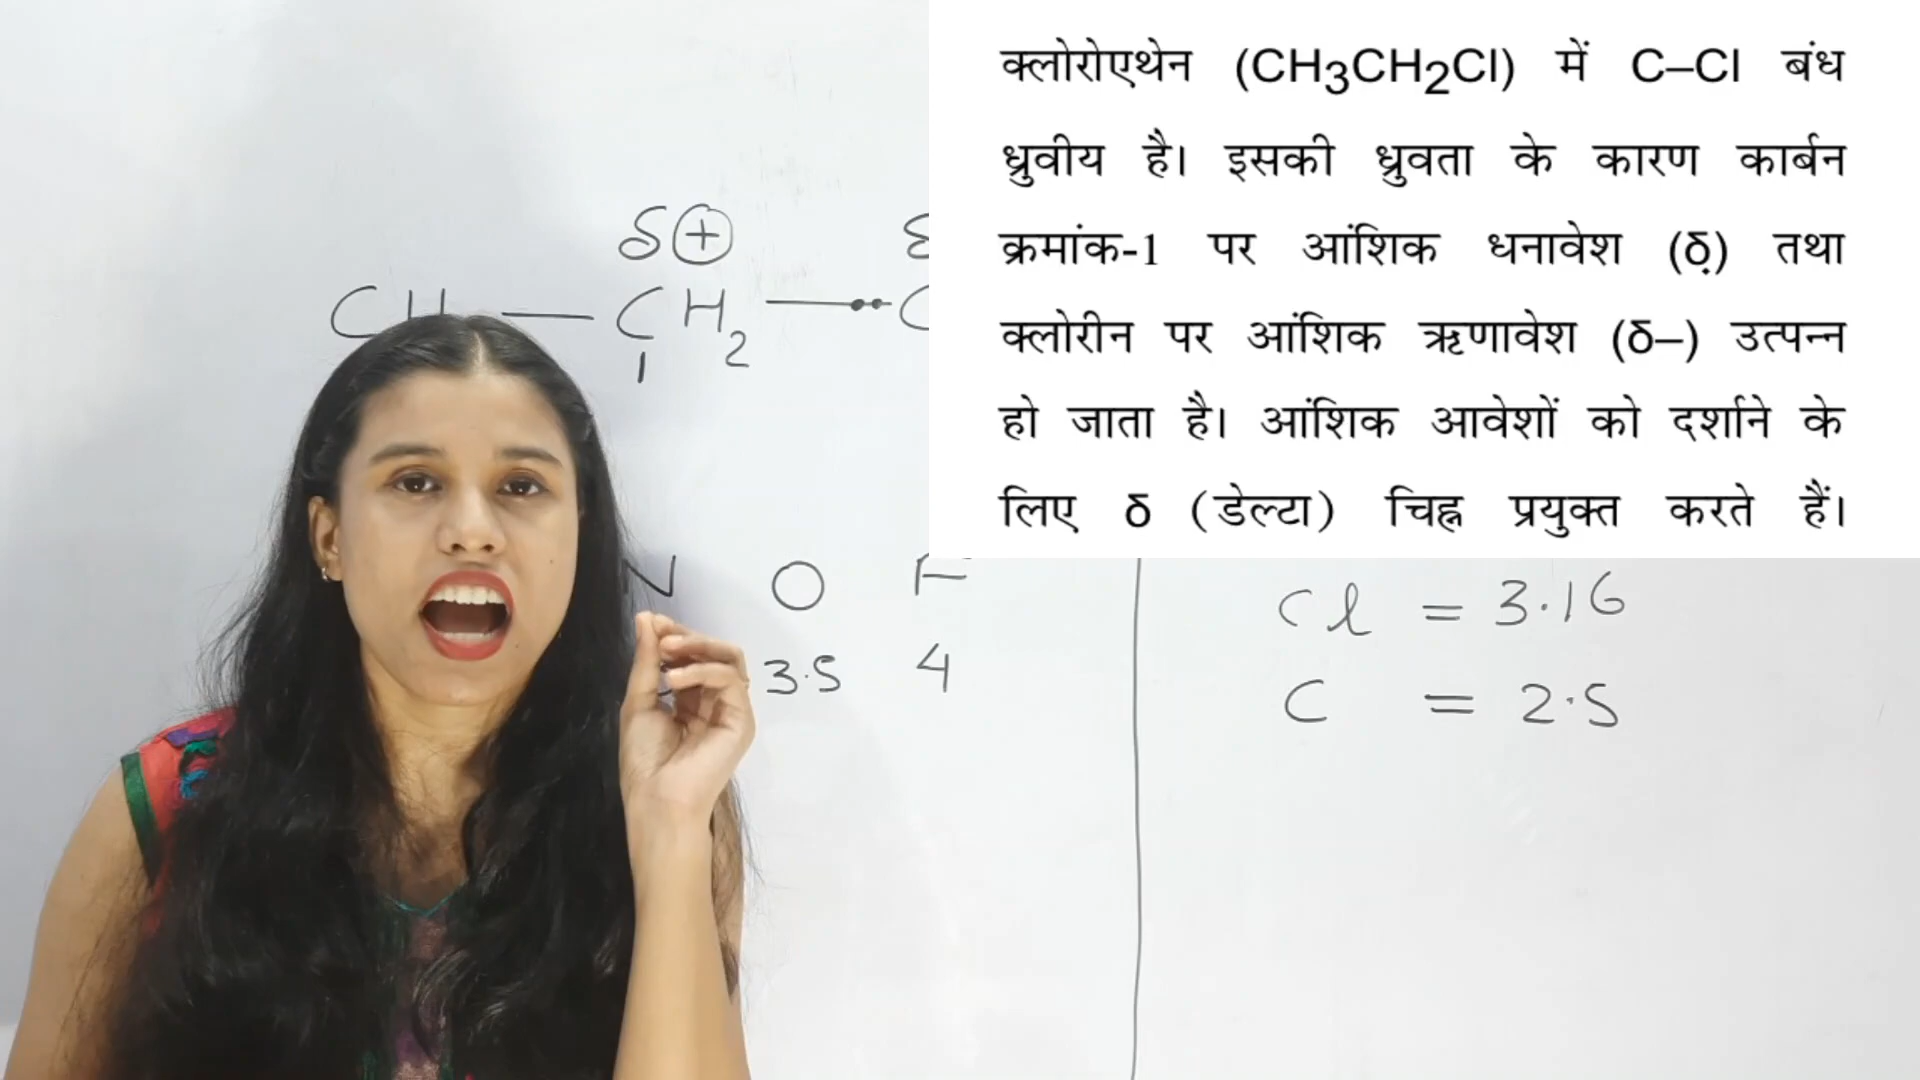 क्लोरोएथेन (CH3CH2Cl) में C–Cl बंध
ध्रुवीय है। इसकी ध्रुवता के कारण कार्बन
क्रमांक-1 पर आंशिक धनावेश (δ़) तथा
क्लोरीन पर आंशिक ऋणावेश (δ–) उत्पन्न
हो जाता है। आंशिक आवेशों को दर्शाने के
लिए δ (डेल्टा) चिह्न प्रयुक्त करते हैं।
δ⊕
CH — CH2 —••
1
N O F
3.5 4
Cl = 3.16
C = 2.5